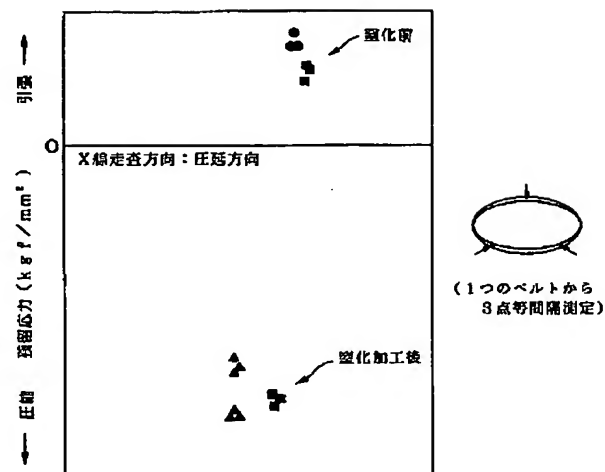 引張 →
0
残留応力 (kgf/mm²)
← 圧縮
窒化前
X線走査方向:圧延方向
窒化加工後
(1つのベルトから
3点等間隔測定)